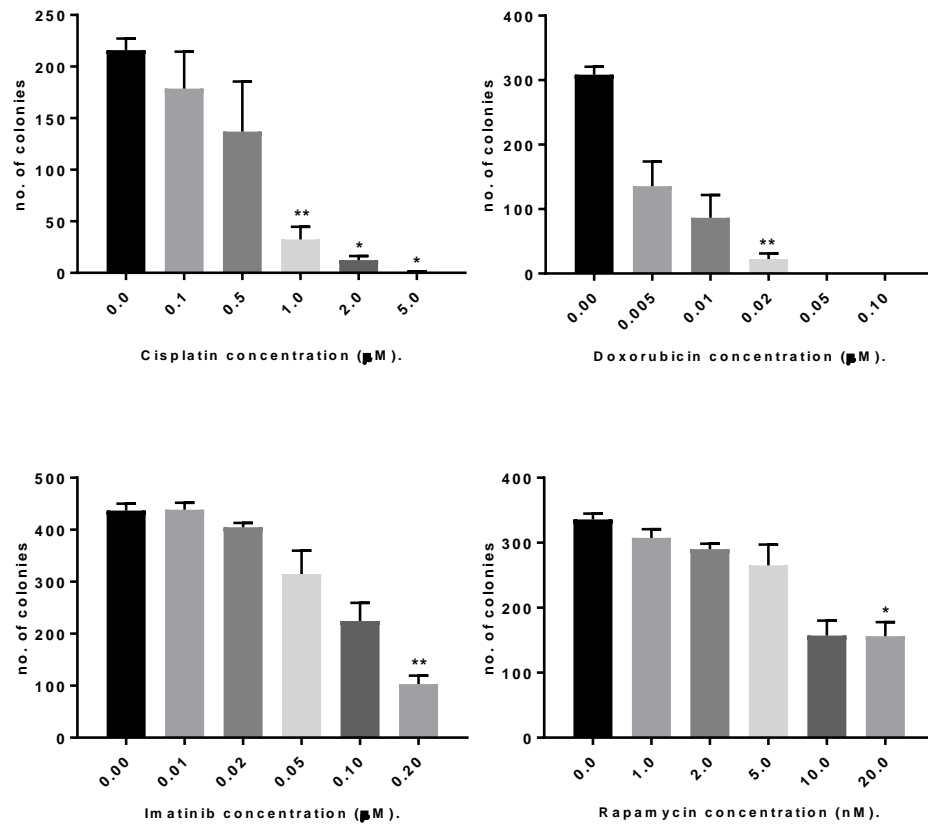 250
200
150
100
50
0
no. of colonies
**
*
*
0.0 0.1 0.5 1.0 2.0 5.0
Cisplatin concentration (μM).
400
300
200
100
0
no. of colonies
**
0.00 0.005 0.01 0.02 0.05 0.10
Doxorubicin concentration (μM).
500
400
300
200
100
0
no. of colonies
**
0.00 0.01 0.02 0.05 0.10 0.20
Imatinib concentration (μM).
400
300
200
100
0
no. of colonies
*
0.0 1.0 2.0 5.0 10.0 20.0
Rapamycin concentration (nM).